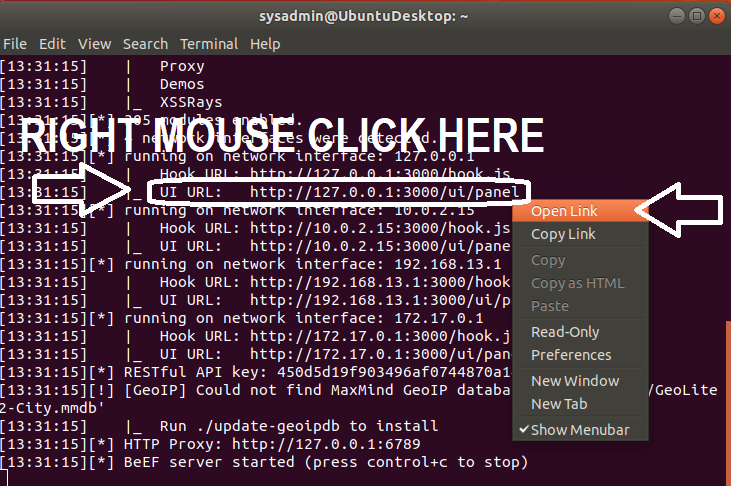 sysadmin@UbuntuDesktop: ~
File Edit View Search Terminal Help
[13:31:15] | Proxy
[13:31:15] | Demos
[13:31:15] |_ XSSRays
[13:31:15][*] modules enabled.
RIGHT MOUSE CLICK HERE
[13:31:15][*] network interfaces were detected.
[13:31:15][*] running on network interface: 127.0.0.1
[13:31:15] | Hook URL: http://127.0.0.1:3000/hook.js
[13:31:15] |_ UI URL: http://127.0.0.1:3000/ui/panel
[13:31:15][*] running on network interface: 10.0.2.15
[13:31:15] | Hook URL: http://10.0.2.15:3000/hook.js
[13:31:15] |_ UI URL: http://10.0.2.15:3000/ui/pane
[13:31:15][*] running on network interface: 192.168.13.1
[13:31:15] | Hook URL: http://192.168.13.1:3000/hook
[13:31:15] |_ UI URL: http://192.168.13.1:3000/ui/p
[13:31:15][*] running on network interface: 172.17.0.1
[13:31:15] | Hook URL: http://172.17.0.1:3000/hook.j
[13:31:15] |_ UI URL: http://172.17.0.1:3000/ui/pan
[13:31:15][*] RESTful API key: 450d5d19f903496af0744870a1
[13:31:15][!] [GeoIP] Could not find MaxMind GeoIP databa /GeoLite
2-City.mmdb'
[13:31:15] |_ Run ./update-geoipdb to install
[13:31:15][*] HTTP Proxy: http://127.0.0.1:6789
[13:31:15][*] BeEF server started (press control+c to stop)
Open Link
Copy Link
Copy
Copy as HTML
Paste
Read-Only
Preferences
New Window
New Tab
Show Menubar